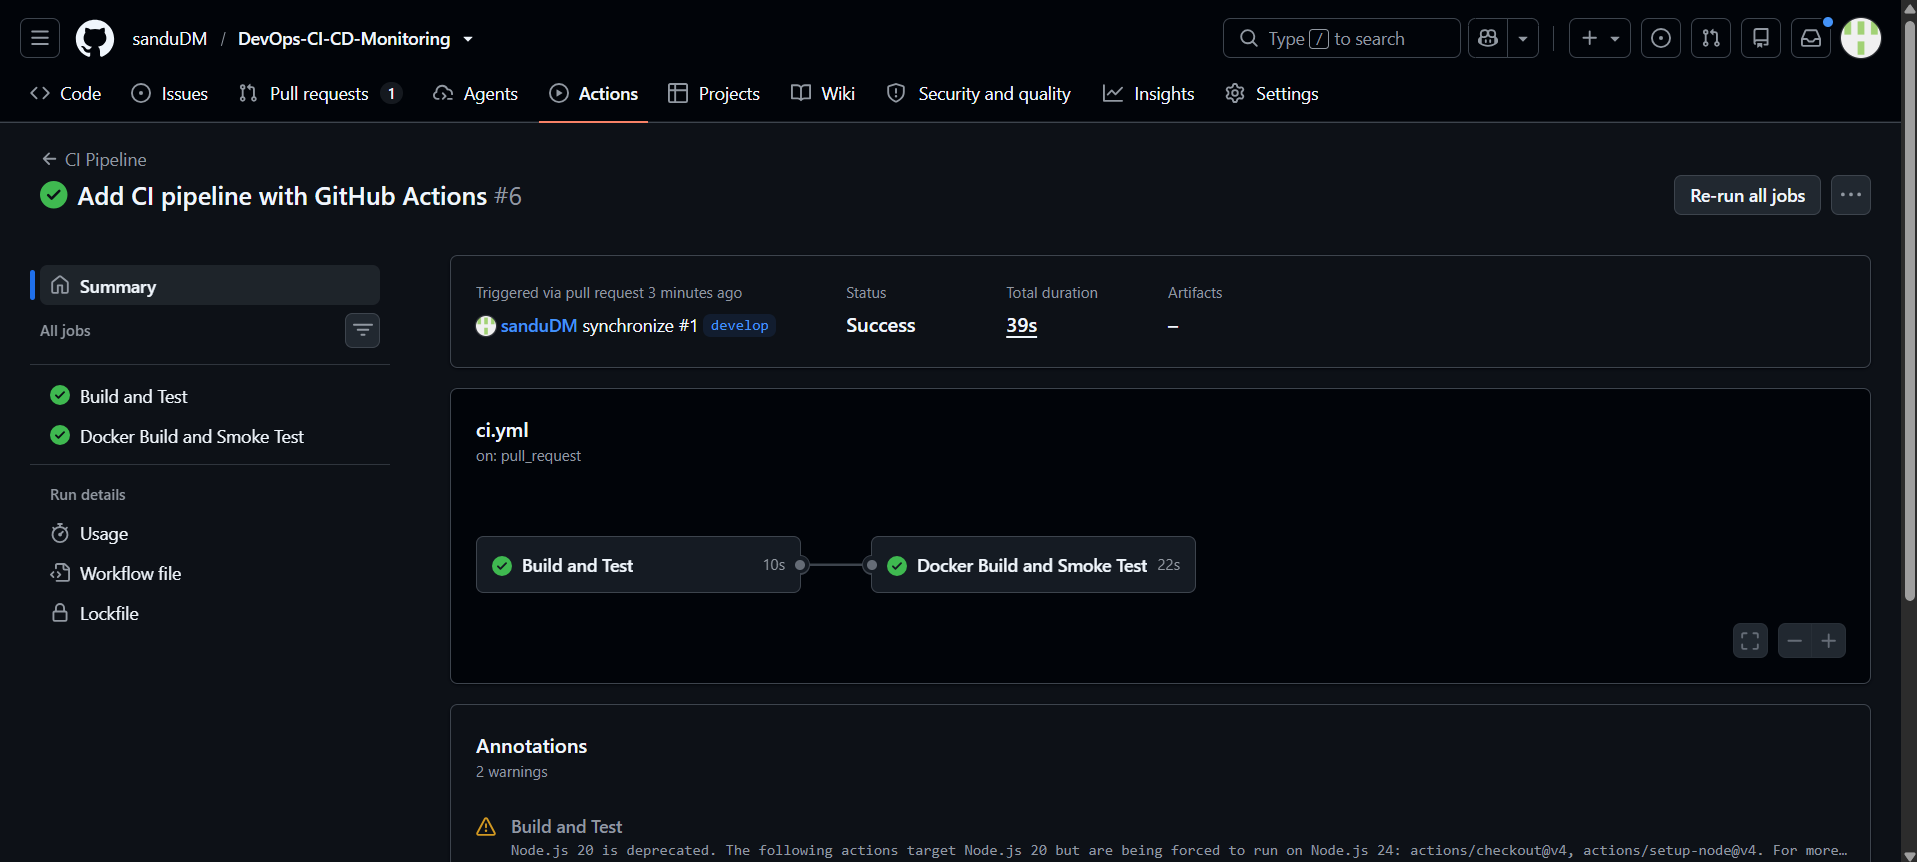 sanduDM / DevOps-CI-CD-Monitoring
Type / to search
Code
Issues
Pull requests 1
Agents
Actions
Projects
Wiki
Security and quality
Insights
Settings
CI Pipeline
Add CI pipeline with GitHub Actions #6
Re-run all jobs
Summary
All jobs
Build and Test
Docker Build and Smoke Test
Run details
Usage
Workflow file
Lockfile
Triggered via pull request 3 minutes ago
sanduDM synchronize #1 develop
Status
Success
Total duration
39s
Artifacts
–
ci.yml
on: pull_request
Build and Test 10s
Docker Build and Smoke Test 22s
Annotations
2 warnings
Build and Test
Node.js 20 is deprecated. The following actions target Node.js 20 but are being forced to run on Node.js 24: actions/checkout@v4, actions/setup-node@v4. For more…